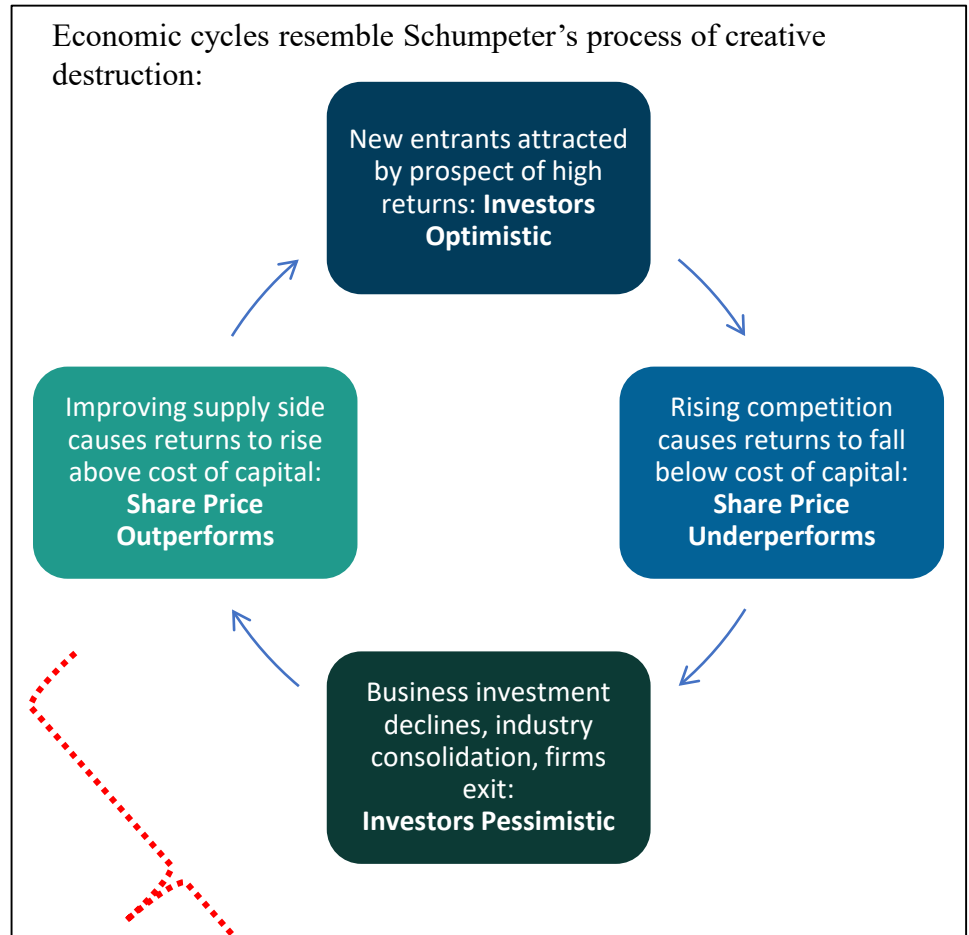 Economic cycles resemble Schumpeter’s process of creative
destruction:
New entrants attracted
by prospect of high
returns: Investors
Optimistic
Rising competition
causes returns to fall
below cost of capital:
Share Price
Underperforms
Business investment
declines, industry
consolidation, firms
exit:
Investors Pessimistic
Improving supply side
causes returns to rise
above cost of capital:
Share Price
Outperforms